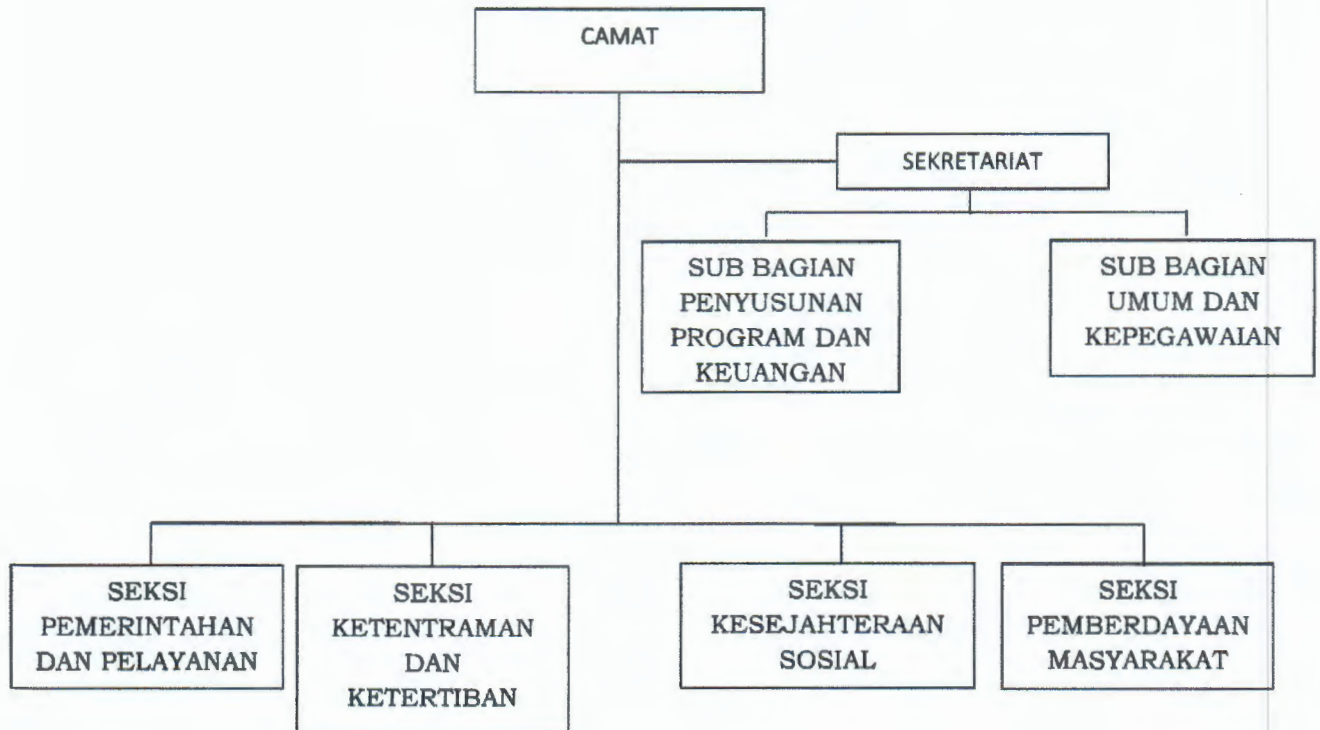 CAMAT
SEKRETARIAT
SUB BAGIAN
PENYUSUNAN
PROGRAM DAN
KEUANGAN
SUB BAGIAN
UMUM DAN
KEPEGAWAIAN
SEKSI
PEMERINTAHAN
DAN PELAYANAN
SEKSI
KETENTRAMAN
DAN
KETERTIBAN
SEKSI
KESEJAHTERAAN
SOSIAL
SEKSI
PEMBERDAYAAN
MASYARAKAT